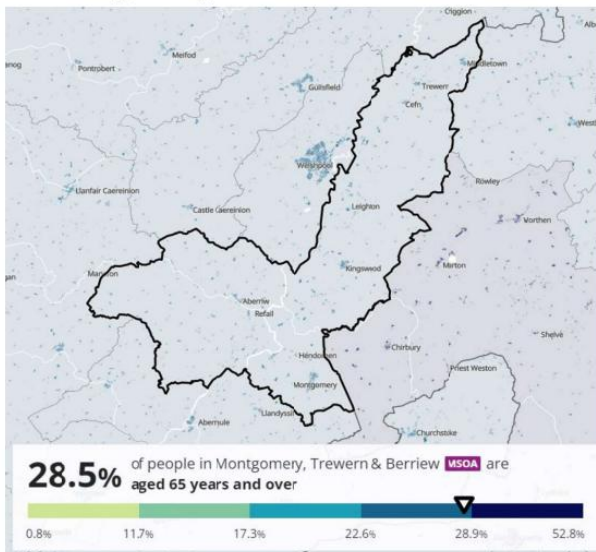 Criggion
Meifod
Pontrobert
Middletown
Guilsfield
Trewern
Cefn
Welshpool
Rowley
Llanfair Caereinion
Leighton
Castle Caereinion
Worthen
Kingswood
Marton
Manafon
Aberriw
Refail
Shelve
Hendomen
Chirbury
Priest Weston
Montgomery
Llandyssil
Abermule
Churchstoke
28.5% of people in Montgomery, Trewern & Berriew MSOA are
aged 65 years and over
0.8% 11.7% 17.3% 22.6% 28.9% 52.8%